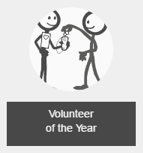 Volunteer
of the Year